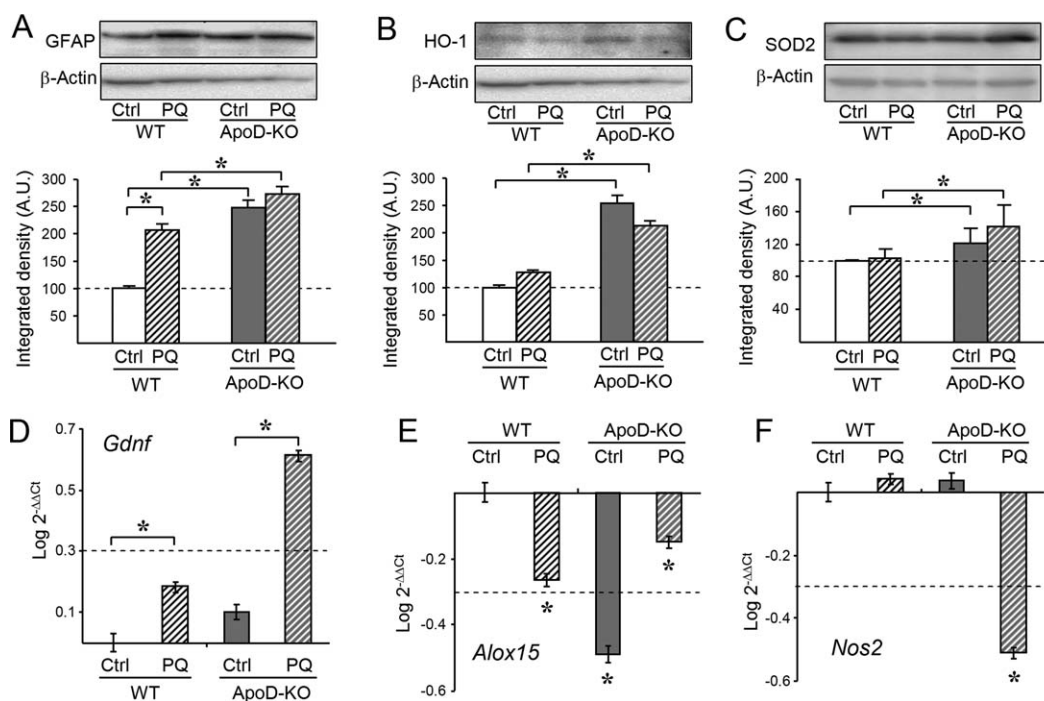 A
GFAP
β-Actin
Ctrl PQ Ctrl PQ
WT ApoD-KO
Integrated density (A.U.)
300
250
200
150
100
50
* * *
Ctrl PQ Ctrl PQ
WT ApoD-KO
B
HO-1
β-Actin
Ctrl PQ Ctrl PQ
WT ApoD-KO
Integrated density (A.U.)
300
250
200
150
100
50
* *
Ctrl PQ Ctrl PQ
WT ApoD-KO
C
SOD2
β-Actin
Ctrl PQ Ctrl PQ
WT ApoD-KO
Integrated density (A.U.)
200
160
120
80
40
* *
Ctrl PQ Ctrl PQ
WT ApoD-KO
D
Gdnf
Log 2^-ΔΔCt
0.7
0.5
0.3
0.1
* *
Ctrl PQ Ctrl PQ
WT ApoD-KO
E
WT ApoD-KO
Ctrl PQ Ctrl PQ
Log 2^-ΔΔCt
-0.2
-0.4
-0.6
* * *
Alox15
F
WT ApoD-KO
Ctrl PQ Ctrl PQ
Log 2^-ΔΔCt
-0.2
-0.4
-0.6
*
Nos2